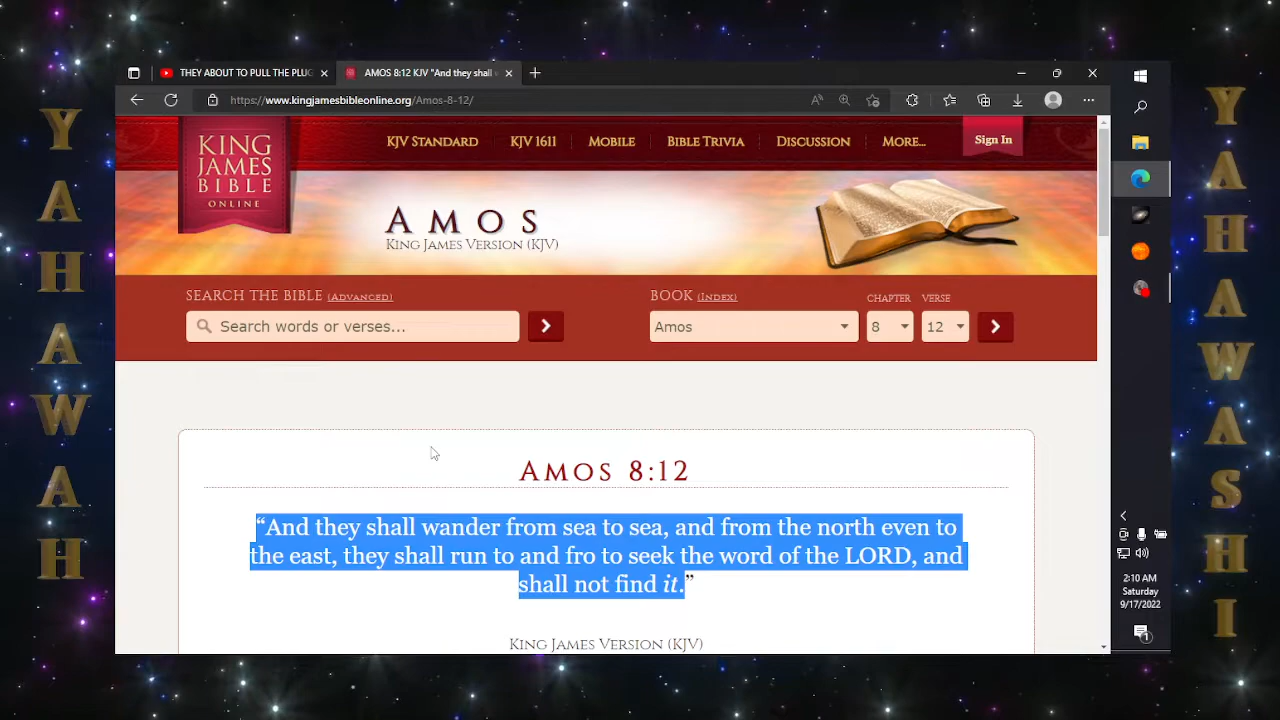 THEY ABOUT TO PULL THE PLUG
AMOS 8:12 KJV "And they shall w
https://www.kingjamesbibleonline.org/Amos-8-12/
KING
JAMES
BIBLE
ONLINE
KJV STANDARD
KJV 1611
MOBILE
BIBLE TRIVIA
DISCUSSION
MORE...
Sign In
AMOS
KING JAMES VERSION (KJV)
SEARCH THE BIBLE (ADVANCED)
BOOK (INDEX)
CHAPTER
VERSE
Search words or verses...
Amos
8
12
AMOS 8:12
“And they shall wander from sea to sea, and from the north even to
the east, they shall run to and fro to seek the word of the LORD, and
shall not find it.”
KING JAMES VERSION (KJV)
2:10 AM
Saturday
9/17/2022
1
Y
A
H
A
W
A
H
Y
A
H
A
W
A
S
H
I